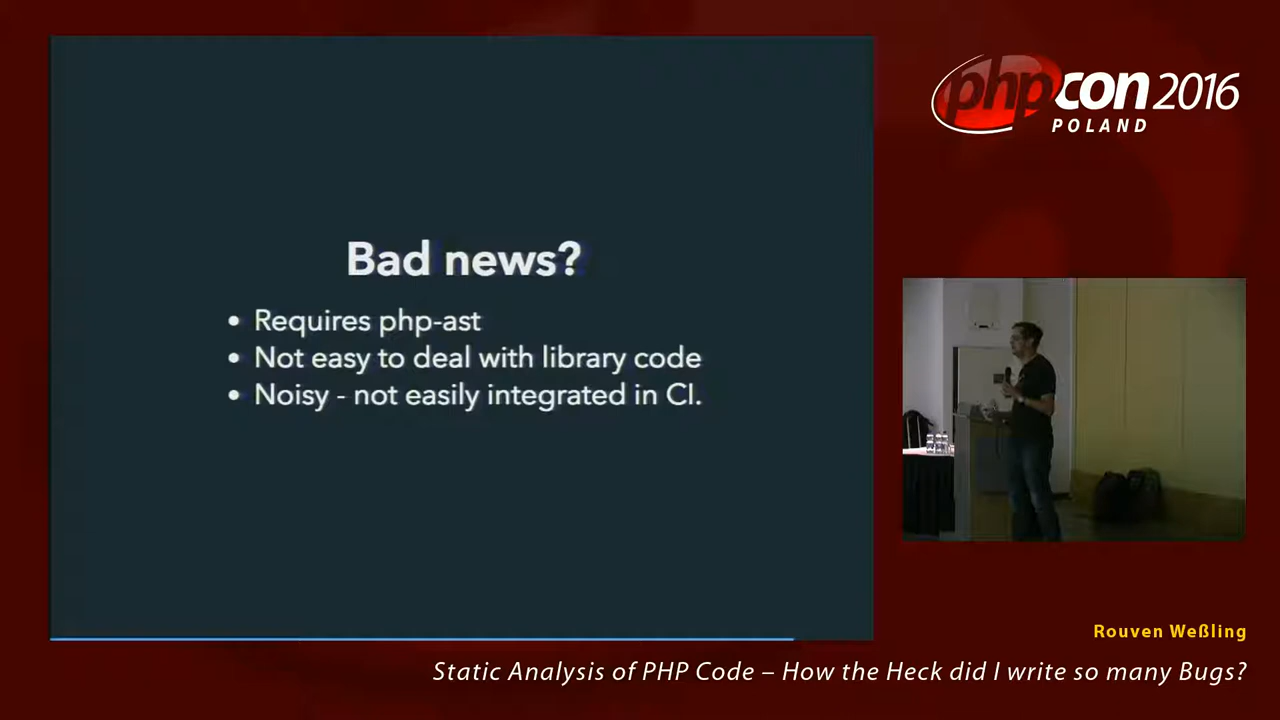 Bad news?
• Requires php-ast
• Not easy to deal with library code
• Noisy - not easily integrated in CI.
phpcon 2016
POLAND
Rouven Weßling
Static Analysis of PHP Code – How the Heck did I write so many Bugs?